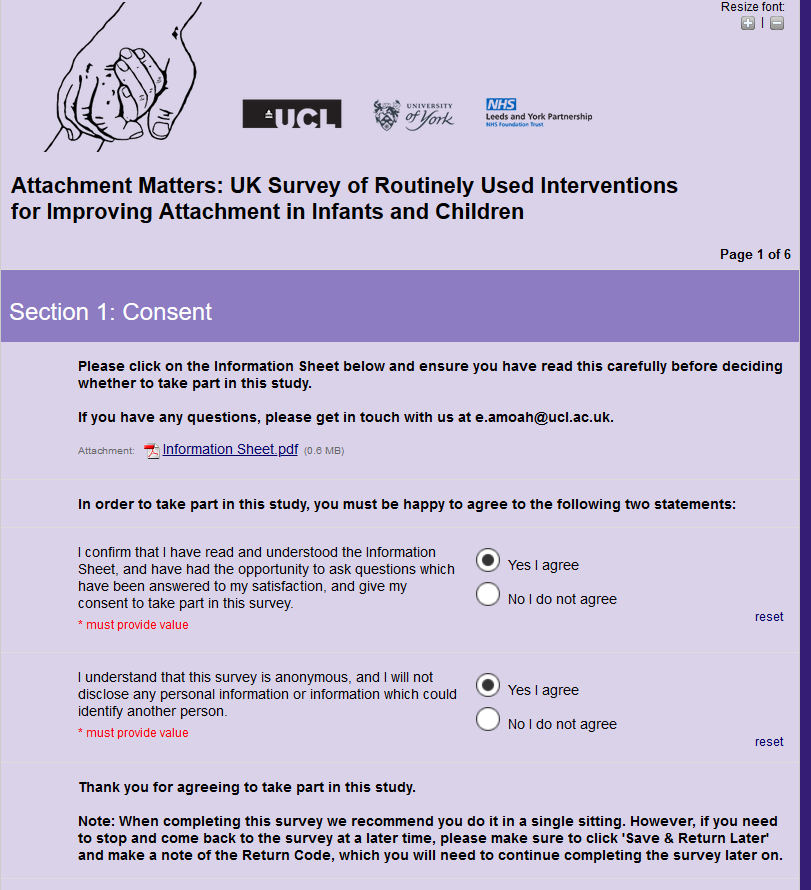 Resize font:
|
UCL
UNIVERSITY
of York
NHS
Leeds and York Partnership
NHS Foundation Trust
Attachment Matters: UK Survey of Routinely Used Interventions
for Improving Attachment in Infants and Children
Page 1 of 6
Section 1: Consent
Please click on the Information Sheet below and ensure you have read this carefully before deciding
whether to take part in this study.
If you have any questions, please get in touch with us at e.amoah@ucl.ac.uk.
Attachment: Information Sheet.pdf (0.6 MB)
In order to take part in this study, you must be happy to agree to the following two statements:
I confirm that I have read and understood the Information
Sheet, and have had the opportunity to ask questions which
have been answered to my satisfaction, and give my
consent to take part in this survey.
* must provide value
Yes I agree
No I do not agree
reset
I understand that this survey is anonymous, and I will not
disclose any personal information or information which could
identify another person.
* must provide value
Yes I agree
No I do not agree
reset
Thank you for agreeing to take part in this study.
Note: When completing this survey we recommend you do it in a single sitting. However, if you need
to stop and come back to the survey at a later time, please make sure to click 'Save & Return Later'
and make a note of the Return Code, which you will need to continue completing the survey later on.